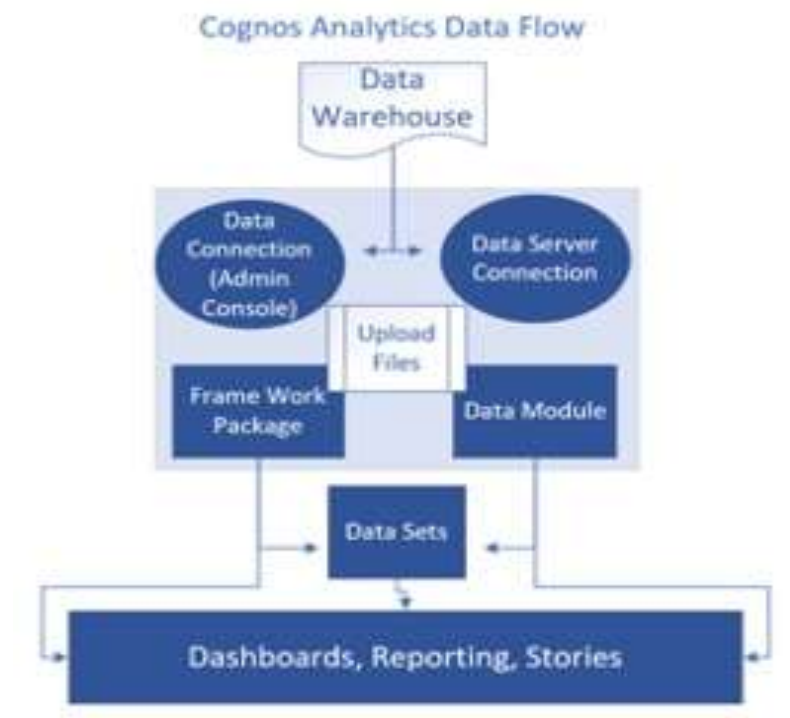 Cognos Analytics Data Flow
Data
Warehouse
Data
Connection
(Admin
Console)
Data Server
Connection
Upload
Files
Frame Work
Package
Data Module
Data Sets
Dashboards, Reporting, Stories